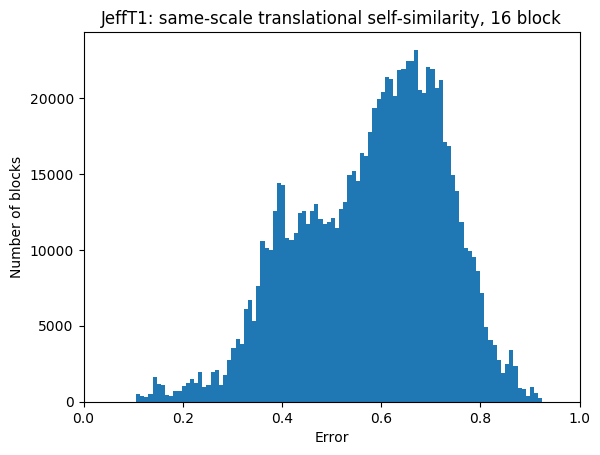 JeffT1: same-scale translational self-similarity, 16 block
Number of blocks
20000
15000
10000
5000
0
0.0 0.2 0.4 0.6 0.8 1.0
Error